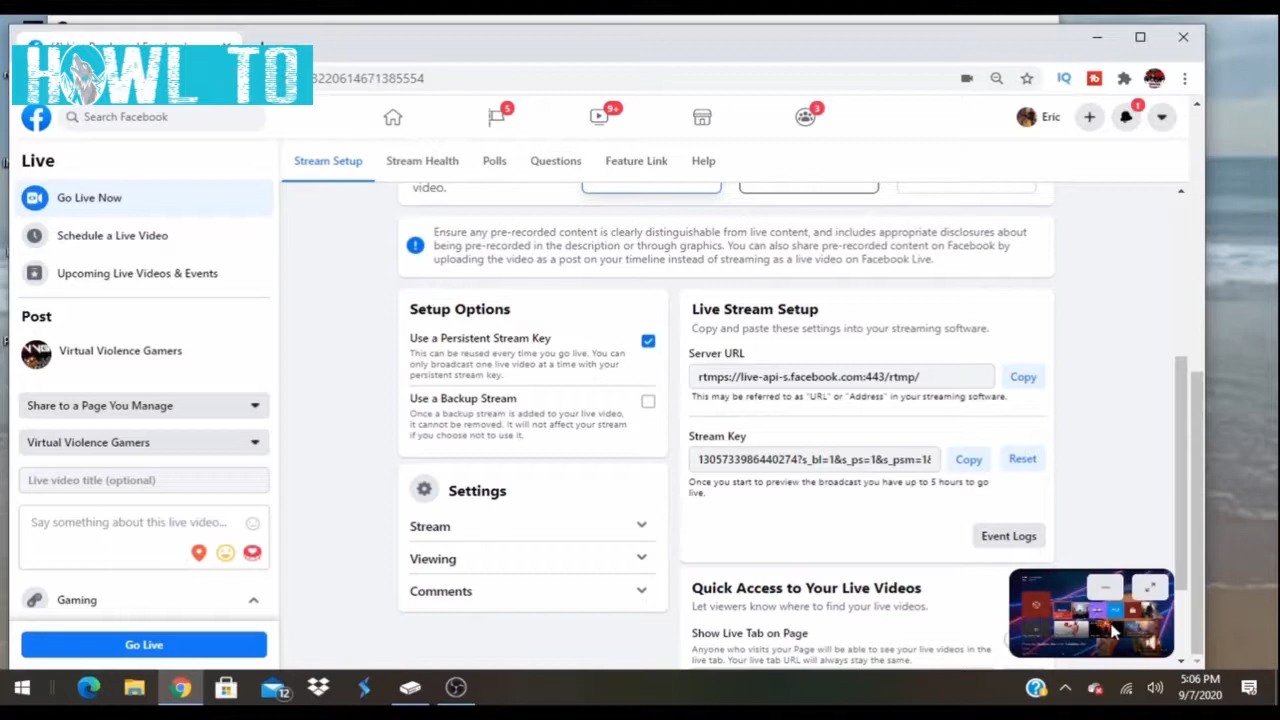 HOWL TO
3220614671385554
IQ
Search Facebook
5
9+
3
Eric
1
Live
Go Live Now
Schedule a Live Video
Upcoming Live Videos & Events
Post
Virtual Violence Gamers
Share to a Page You Manage
Virtual Violence Gamers
Live video title (optional)
Say something about this live video...
Gaming
Go Live
Stream Setup
Stream Health
Polls
Questions
Feature Link
Help
video.
Ensure any pre-recorded content is clearly distinguishable from live content, and includes appropriate disclosures about
being pre-recorded in the description or through graphics. You can also share pre-recorded content on Facebook by
uploading the video as a post on your timeline instead of streaming as a live video on Facebook Live.
Setup Options
Use a Persistent Stream Key
This can be reused every time you go live. You can
only broadcast one live video at a time with your
persistent stream key.
Use a Backup Stream
Once a backup stream is added to your live video,
it cannot be removed. It will not affect your stream
if you choose not to use it.
Settings
Stream
Viewing
Comments
Live Stream Setup
Copy and paste these settings into your streaming software.
Server URL
rtmps://live-api-s.facebook.com:443/rtmp/
Copy
This may be referred to as "URL" or "Address" in your streaming software.
Stream Key
1305733986440274?s_bl=1&s_ps=1&s_psm=1&
Copy
Reset
Once you start to preview the broadcast you have up to 5 hours to go
live.
Event Logs
Quick Access to Your Live Videos
Let viewers know where to find your live videos.
Show Live Tab on Page
Anyone who visits your Page will be able to see your live videos in the
live tab. Your live tab URL will always stay the same.
12
5:06 PM
9/7/2020